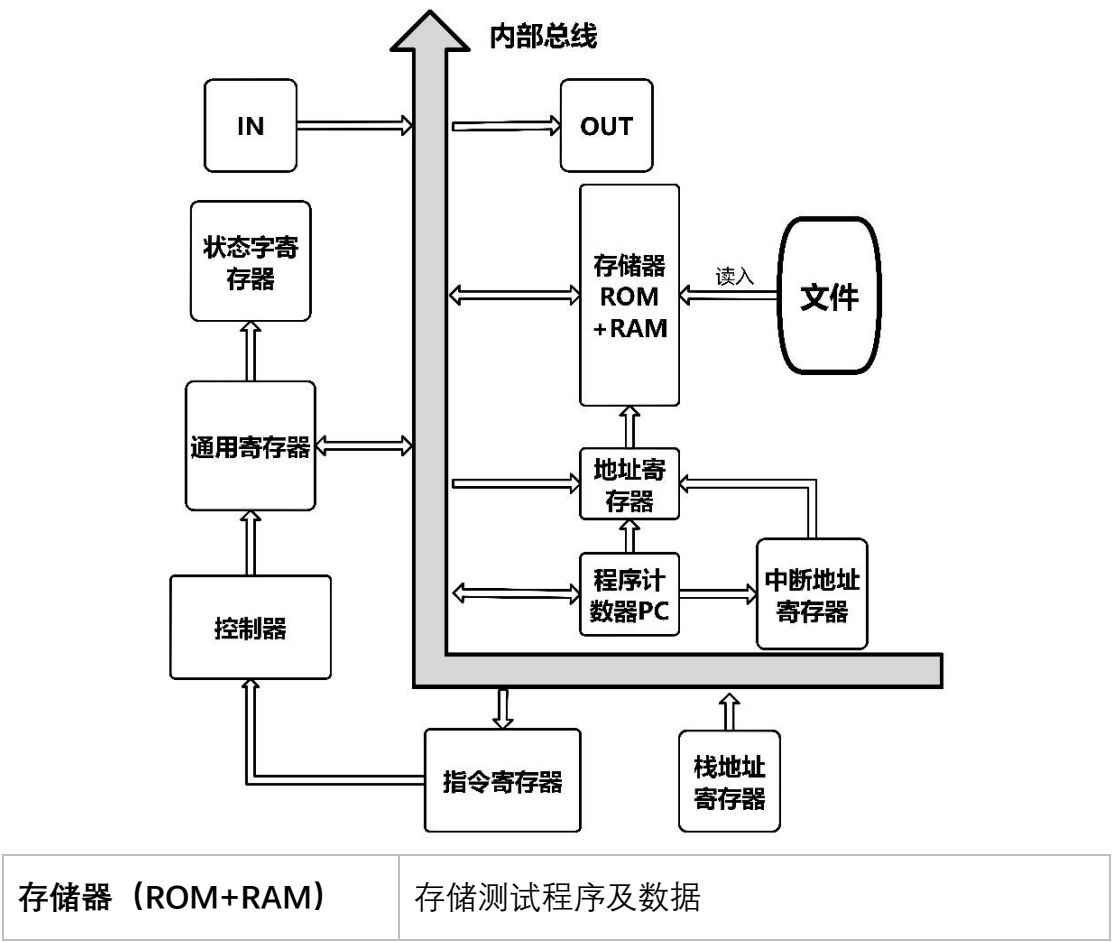 内部总线
IN
OUT
状态字寄
存器
存储器
ROM
+RAM
读入
文件
通用寄存器
地址寄
存器
程序计
数器PC
中断地址
寄存器
控制器
指令寄存器
栈地址
寄存器
存储器（ROM+RAM）
存储测试程序及数据